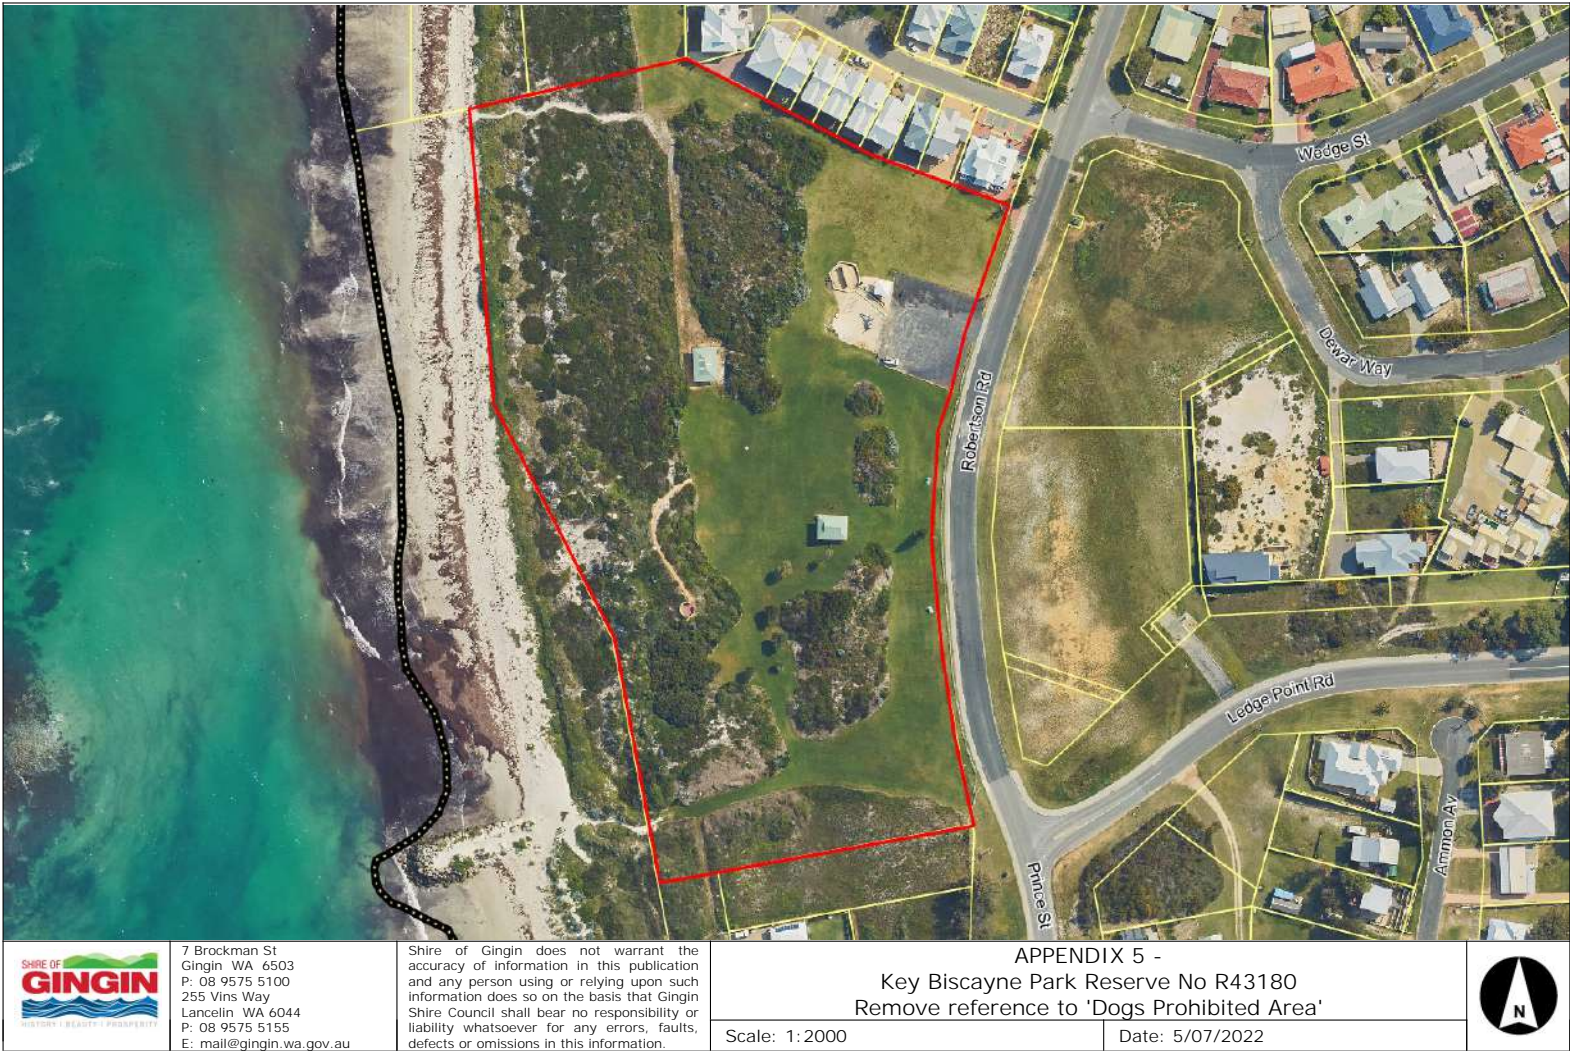 Wedge St
Dewar Way
Robertson Rd
Ledge Point Rd
Prince St
Ammon Av
SHIRE OF
GINGIN
HISTORY | BEAUTY | PROSPERITY
7 Brockman St
Gingin WA 6503
P: 08 9575 5100
255 Vins Way
Lancelin WA 6044
P: 08 9575 5155
E: mail@gingin.wa.gov.au
Shire of Gingin does not warrant the
accuracy of information in this publication
and any person using or relying upon such
information does so on the basis that Gingin
Shire Council shall bear no responsibility or
liability whatsoever for any errors, faults,
defects or omissions in this information.
APPENDIX 5 -
Key Biscayne Park Reserve No R43180
Remove reference to 'Dogs Prohibited Area'
Scale: 1:2000
Date: 5/07/2022
N